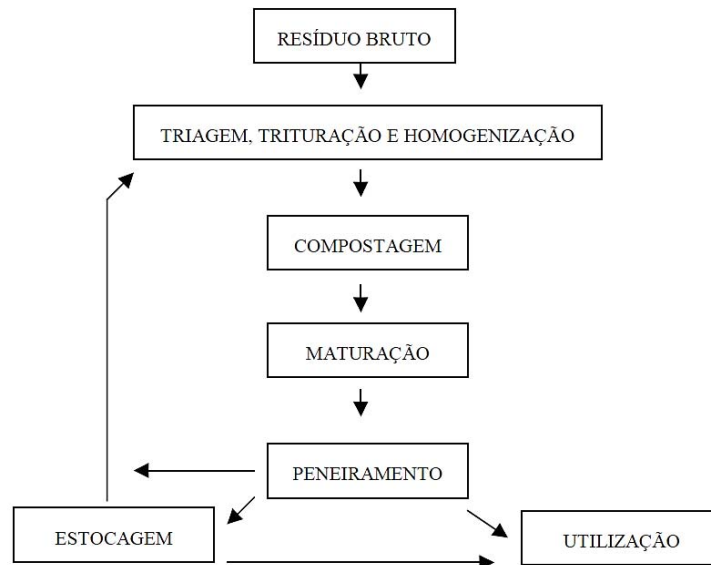 RESÍDUO BRUTO
TRIAGEM, TRITURAÇÃO E HOMOGENIZAÇÃO
COMPOSTAGEM
MATURAÇÃO
PENEIRAMENTO
ESTOCAGEM
UTILIZAÇÃO